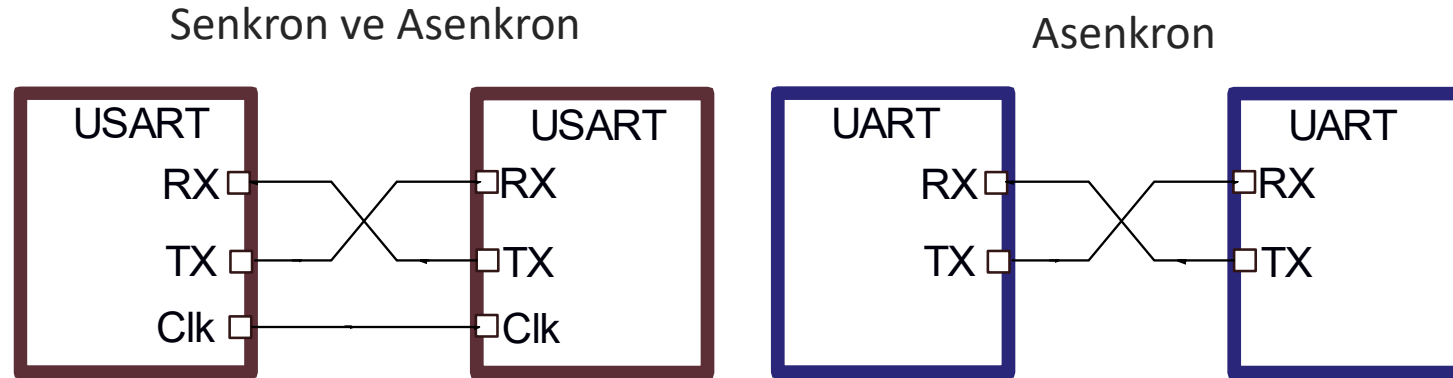 Senkron ve Asenkron
USART
RX
TX
Clk
USART
RX
TX
Clk
Asenkron
UART
RX
TX
UART
RX
TX